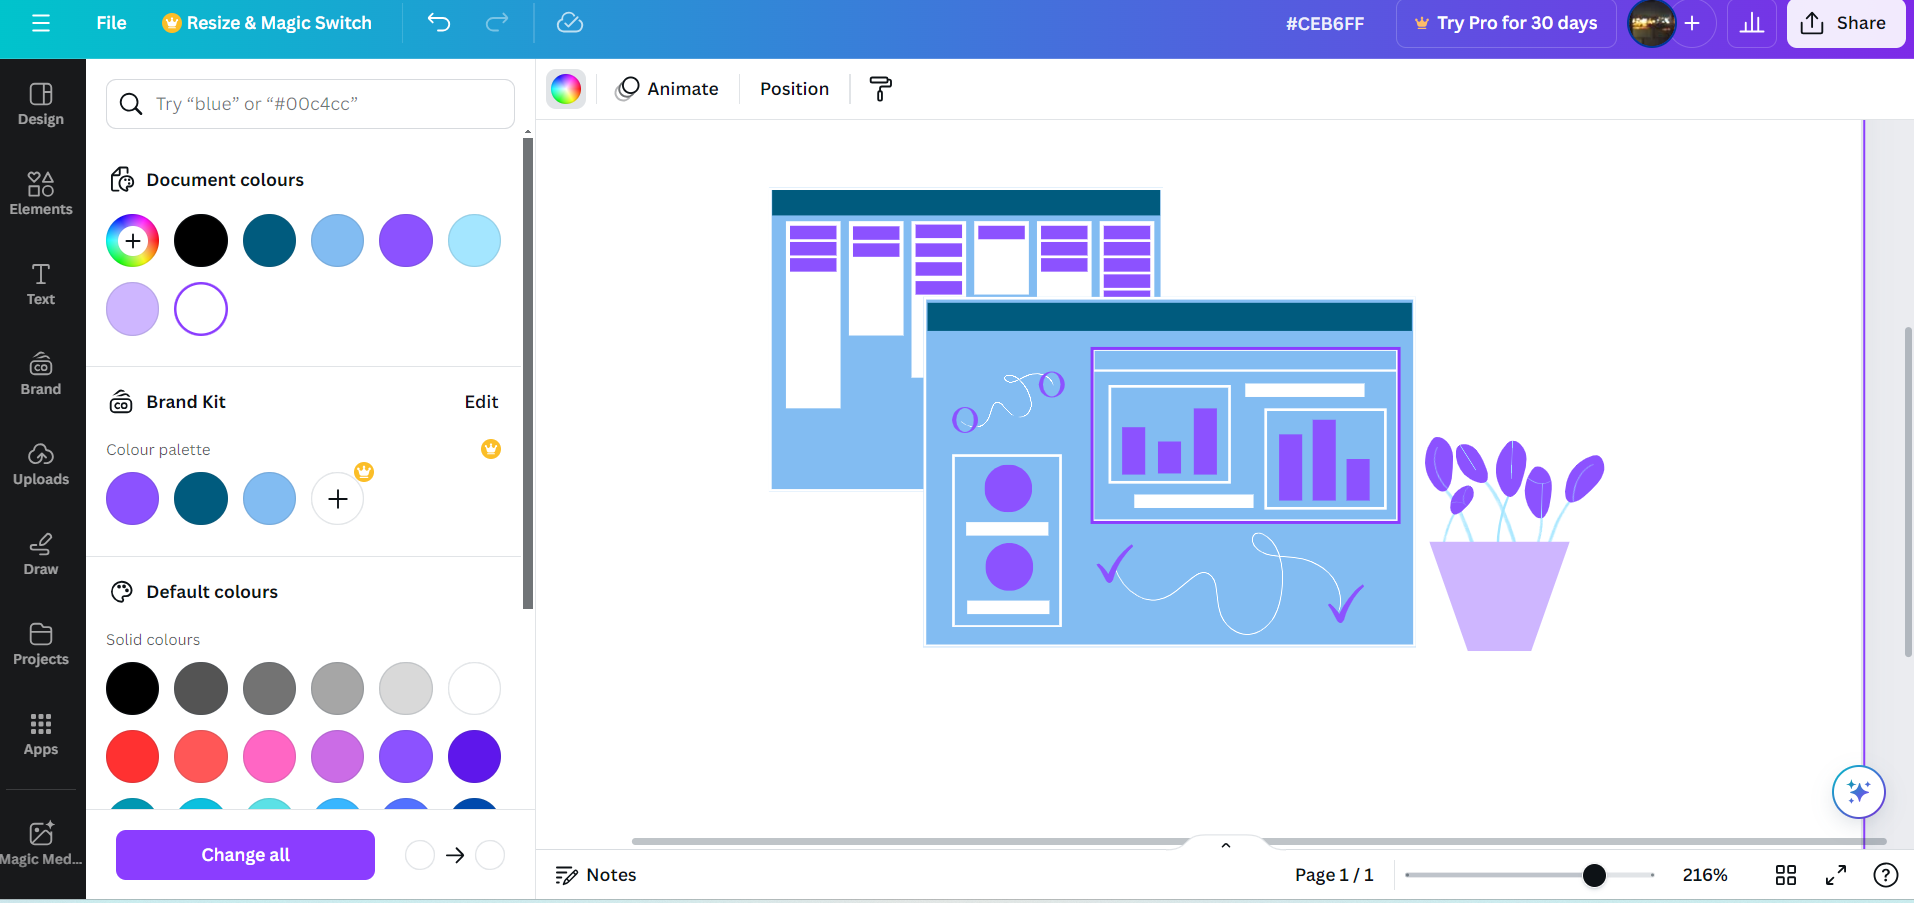 File
Resize & Magic Switch
#CEB6FF
Try Pro for 30 days
Share
Design
Elements
Text
Brand
Uploads
Draw
Projects
Apps
Magic Med...
Try “blue” or “#00c4cc”
Document colours
Brand Kit
Edit
Colour palette
Default colours
Solid colours
Change all
Animate
Position
Notes
Page 1 / 1
216%